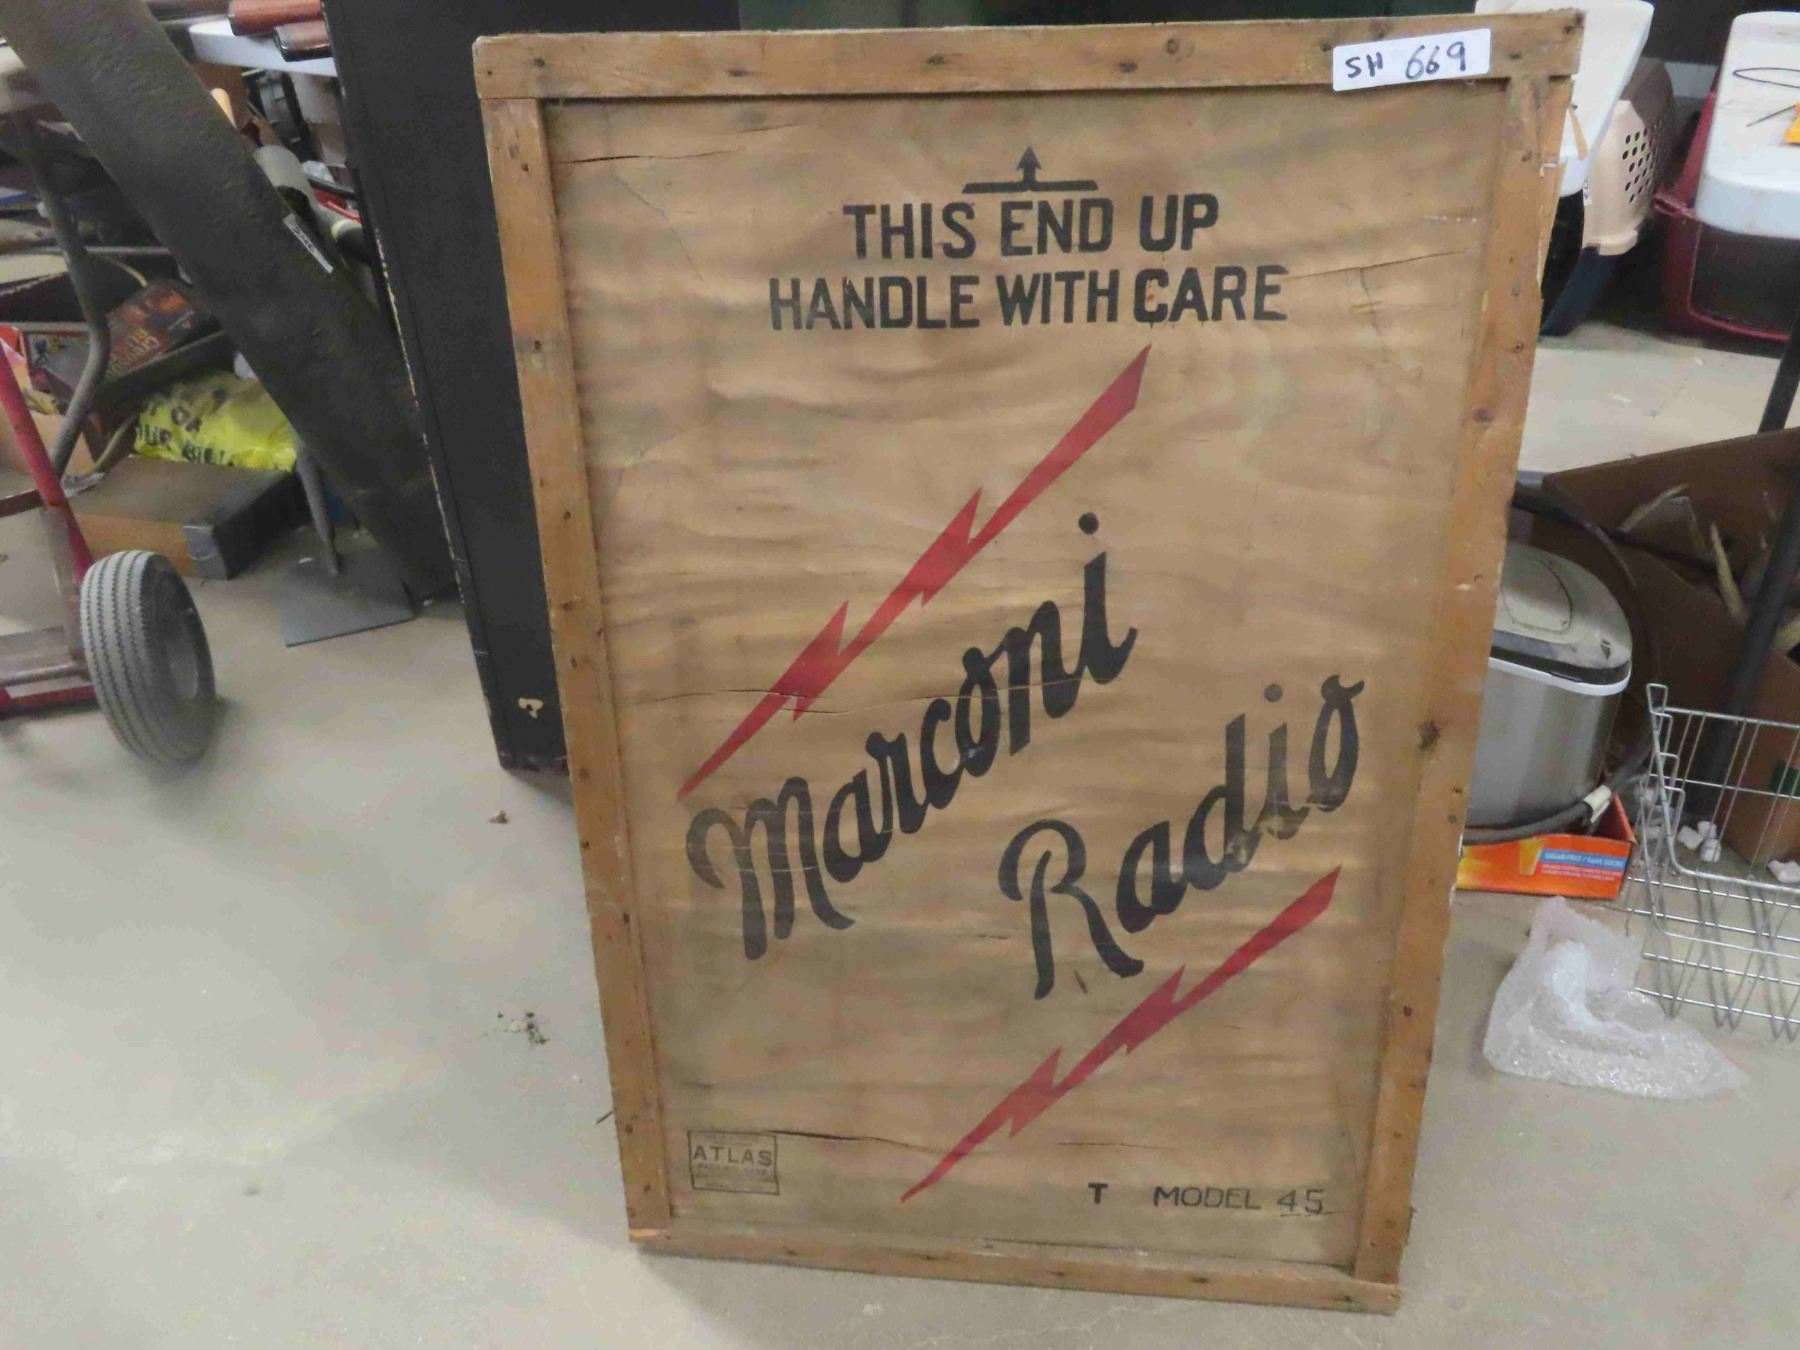 SH 669
THIS END UP
HANDLE WITH CARE
Marconi
Radio
ATLAS
T MODEL 45